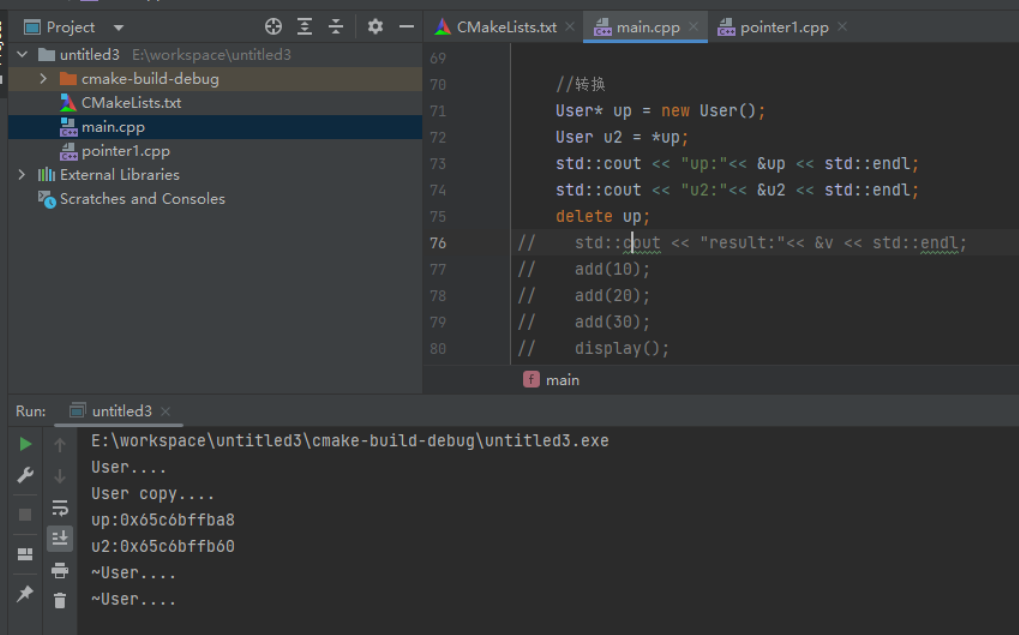 Project
CMakeLists.txt
main.cpp
pointer1.cpp
untitled3 E:\workspace\untitled3
cmake-build-debug
CMakeLists.txt
main.cpp
pointer1.cpp
External Libraries
Scratches and Consoles
69
70 //转换
71 User* up = new User();
72 User u2 = *up;
73 std::cout << "up:"<< &up << std::endl;
74 std::cout << "u2:"<< &u2 << std::endl;
75 delete up;
76 // std::cout << "result:"<< &v << std::endl;
77 // add(10);
78 // add(20);
79 // add(30);
80 // display();
f main
Run: untitled3
E:\workspace\untitled3\cmake-build-debug\untitled3.exe
User....
User copy....
up:0x65c6bffba8
u2:0x65c6bffb60
~User....
~User....